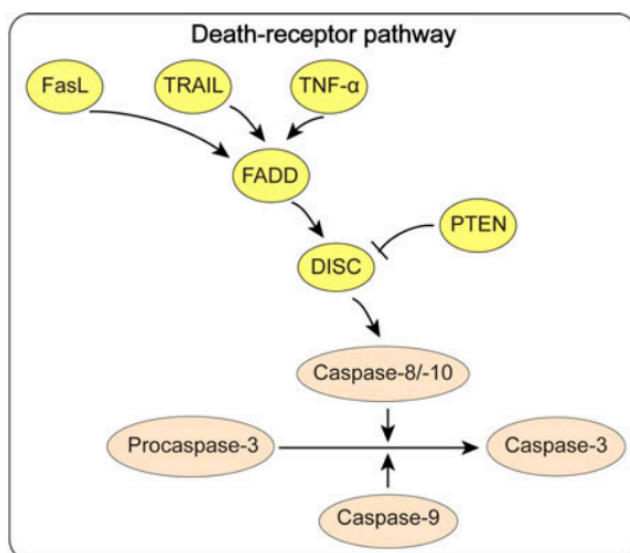 Death-receptor pathway
FasL
TRAIL
TNF-α
FADD
PTEN
DISC
Caspase-8/-10
Procaspase-3
Caspase-3
Caspase-9